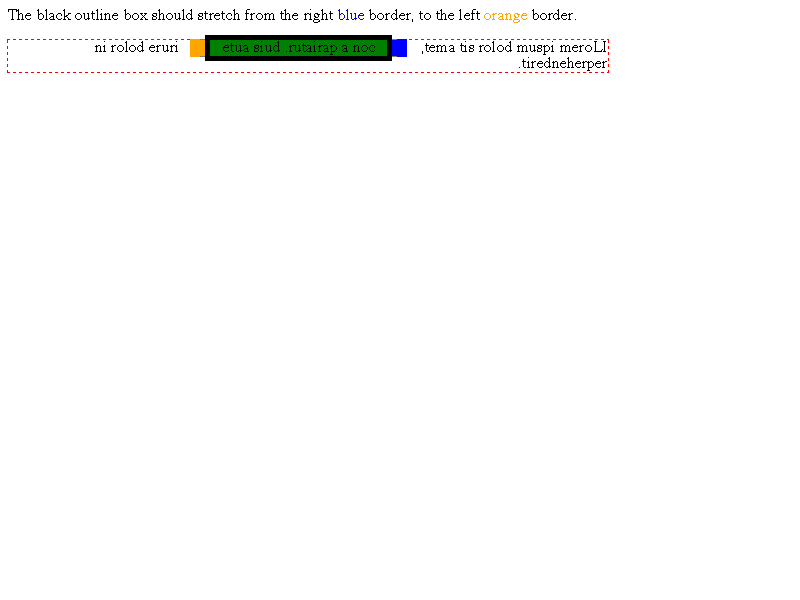 The black outline box should stretch from the right blue border, to the left orange border.
ni rolod eruri etua siud .rutairap a noc ,tema tis rolod muspi meroLI
.tiredneherper